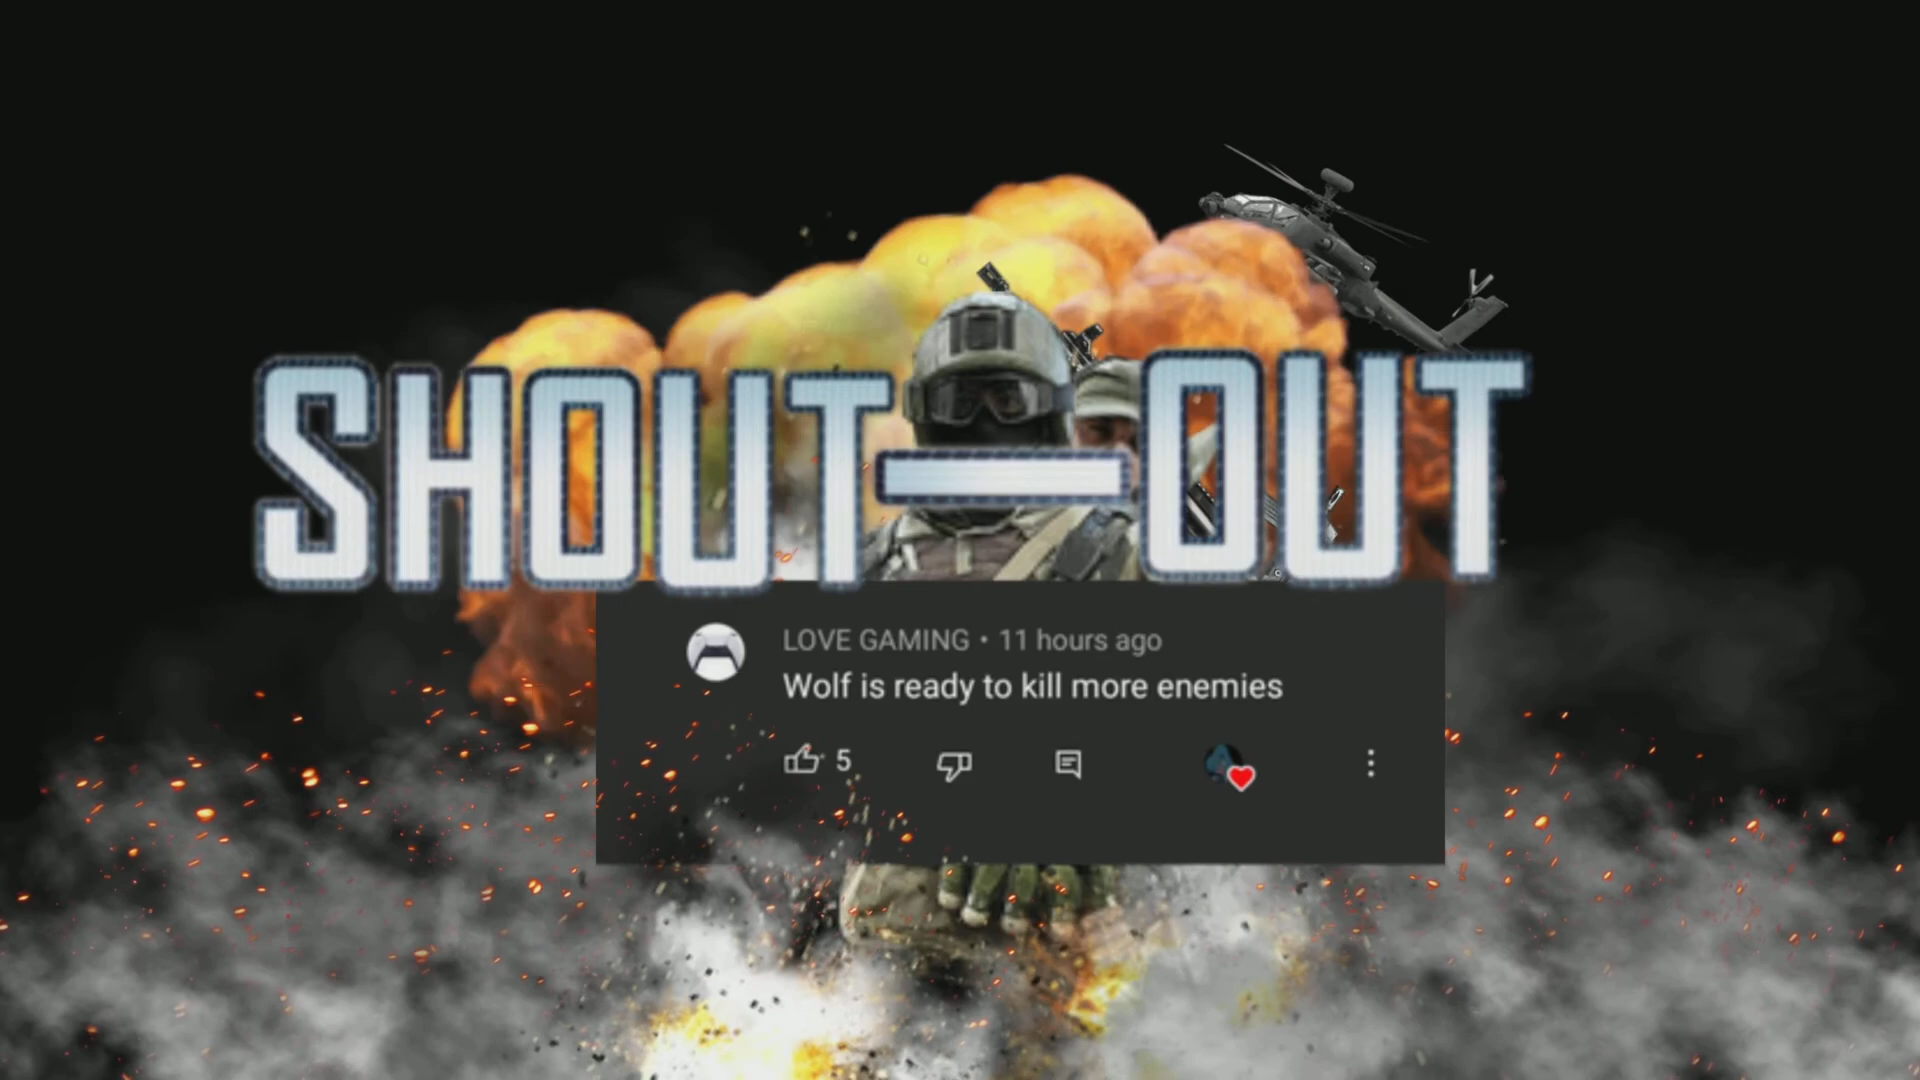 SHOUT-OUT
LOVE GAMING • 11 hours ago
Wolf is ready to kill more enemies
5